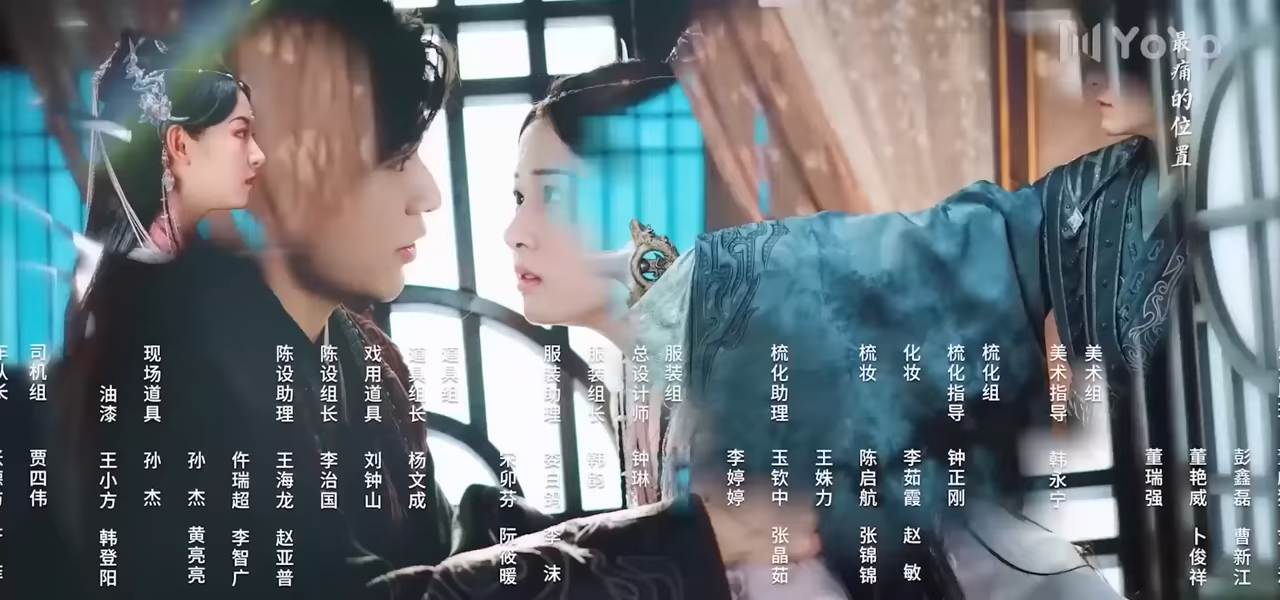 YoYo
最痛的位置
彭鑫磊 曹新江
董艳威 卜俊祥
董瑞强
美术组
美术指导 韩永宁
梳化组
梳化指导 钟正刚
化妆 李茹霞 赵 敏
梳妆 陈启航 张锦锦
王姝力
梳化助理 玉钦中 张晶茹
李婷婷
服装组
总设计师 钟琳
服装组长
服装助理 李 沫
宋卯芬 阮筱暖
道具组
道具组长 杨文成
戏用道具 刘钟山
陈设组长 李治国
陈设助理 王海龙 赵亚普
仵瑞超 李智广
孙 杰 黄亮亮
现场道具 孙 杰
油漆 王小方 韩登阳
司机组 贾四伟